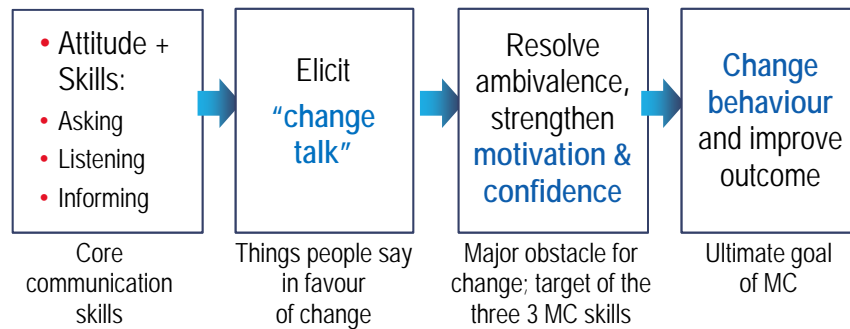 • Attitude +
Skills:
• Asking
• Listening
• Informing
Core
communication
skills
Elicit
“change
talk”
Things people say
in favour
of change
Resolve
ambivalence,
strengthen
motivation &
confidence
Major obstacle for
change; target of the
three 3 MC skills
Change
behaviour
and improve
outcome
Ultimate goal
of MC